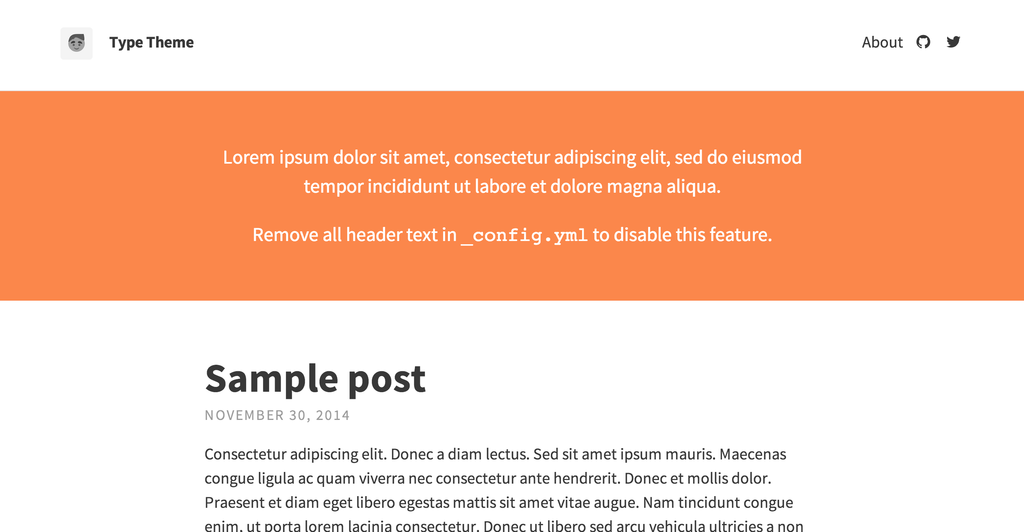 Type Theme
About
Lorem ipsum dolor sit amet, consectetur adipiscing elit, sed do eiusmod
tempor incididunt ut labore et dolore magna aliqua.
Remove all header text in _config.yml to disable this feature.
Sample post
NOVEMBER 30, 2014
Consectetur adipiscing elit. Donec a diam lectus. Sed sit amet ipsum mauris. Maecenas
congue ligula ac quam viverra nec consectetur ante hendrerit. Donec et mollis dolor.
Praesent et diam eget libero egestas mattis sit amet vitae augue. Nam tincidunt congue
enim, ut porta lorem lacinia consectetur. Donec ut libero sed arcu vehicula ultricies a non